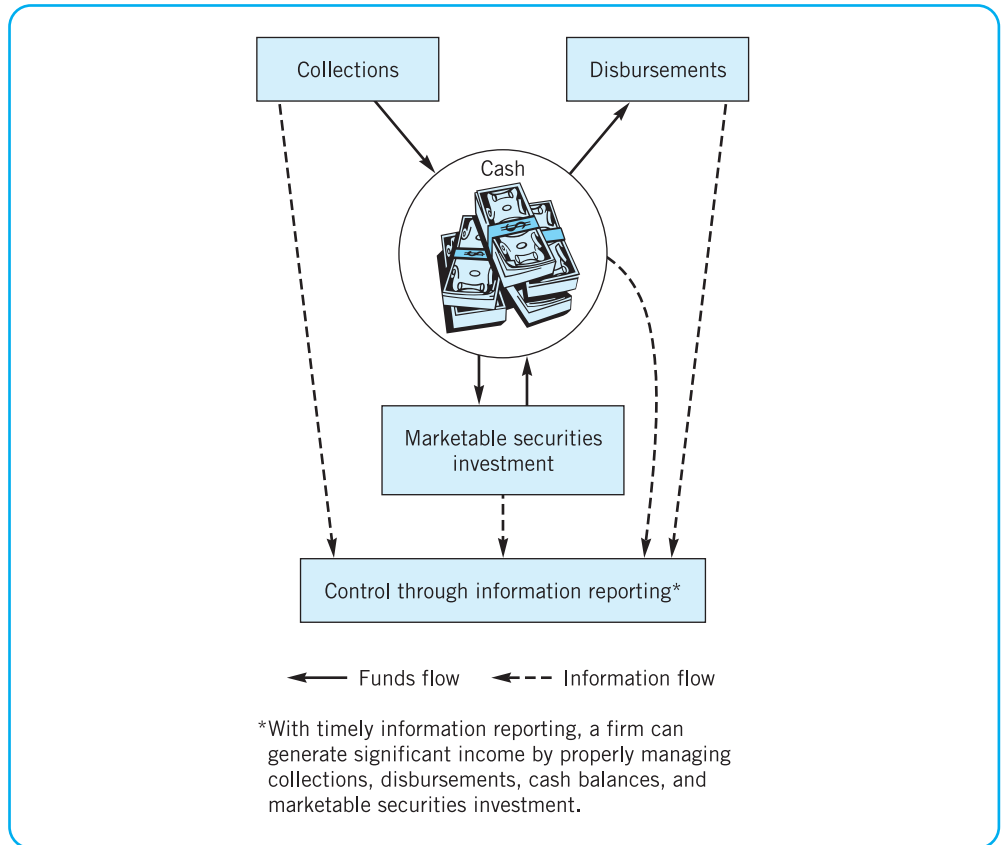 Collections
Disbursements
Cash
$
Marketable securities
investment
Control through information reporting*
Funds flow
Information flow
*With timely information reporting, a firm can
generate significant income by properly managing
collections, disbursements, cash balances, and
marketable securities investment.